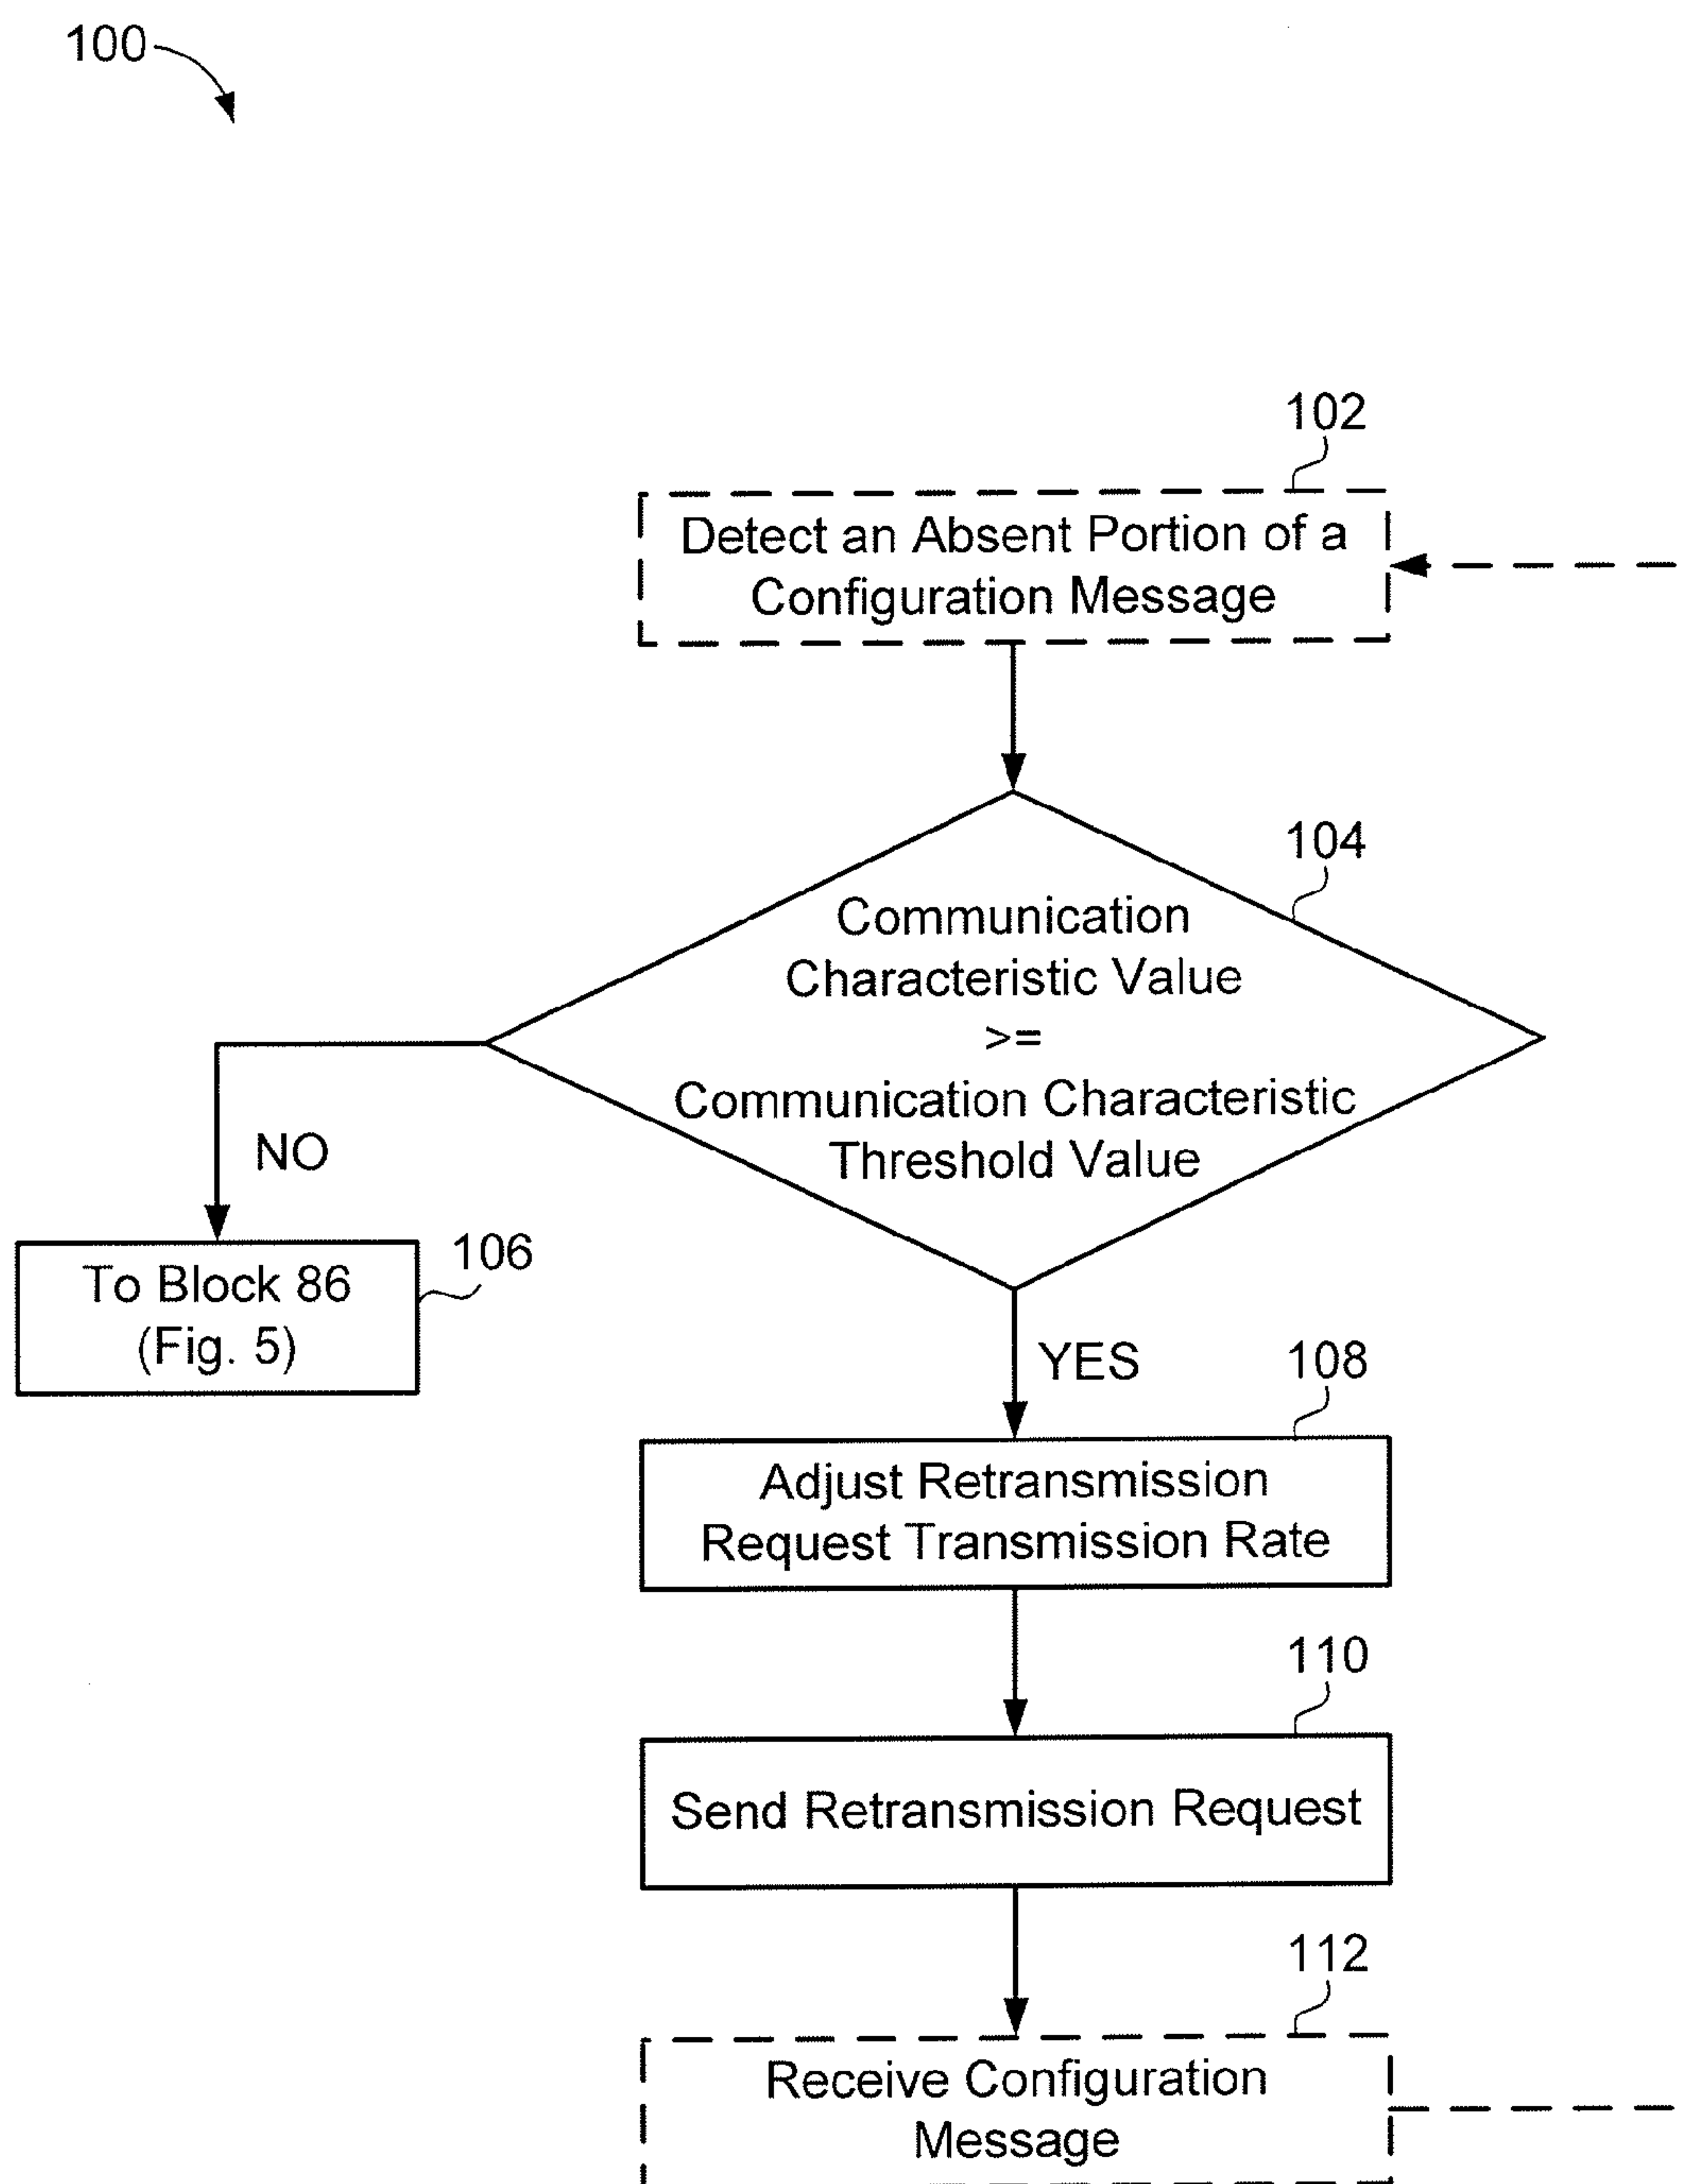 100
102
Detect an Absent Portion of a
Configuration Message
104
Communication
Characteristic Value
>=
Communication Characteristic
Threshold Value
NO
106
To Block 86
(Fig. 5)
YES
108
Adjust Retransmission
Request Transmission Rate
110
Send Retransmission Request
112
Receive Configuration
Message